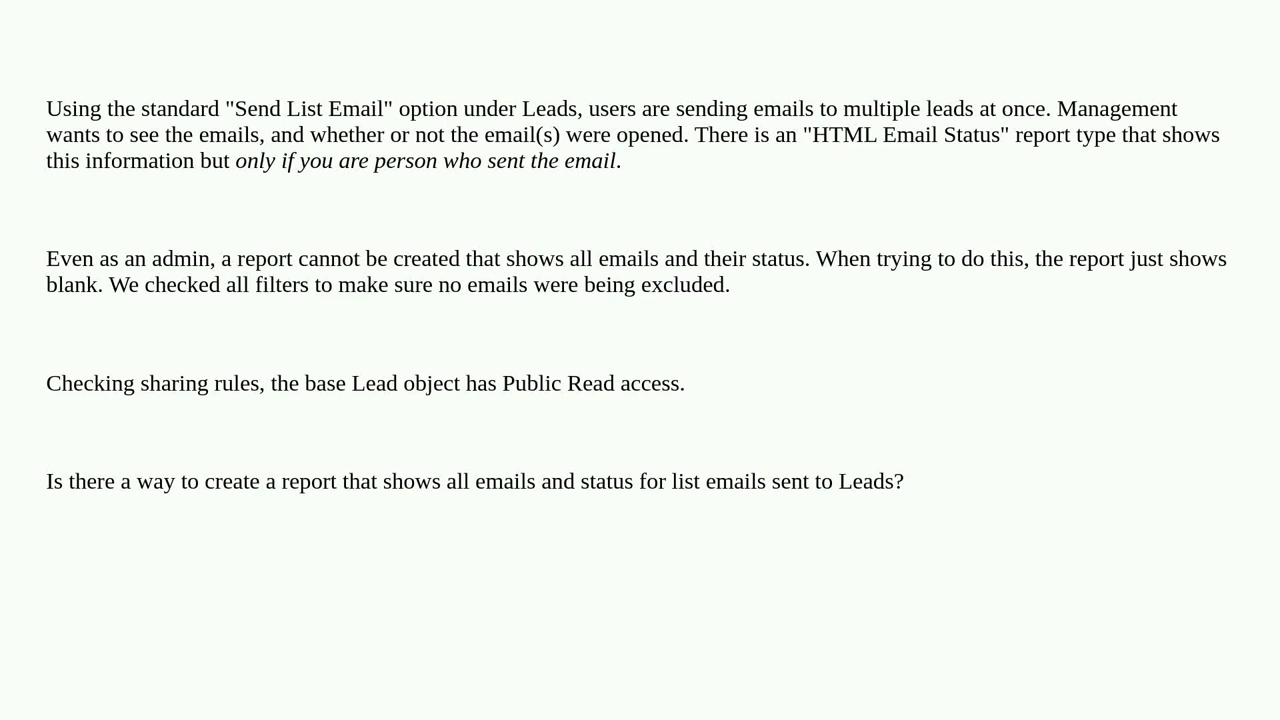 Using the standard "Send List Email" option under Leads, users are sending emails to multiple leads at once. Management
wants to see the emails, and whether or not the email(s) were opened. There is an "HTML Email Status" report type that shows
this information but only if you are person who sent the email.
Even as an admin, a report cannot be created that shows all emails and their status. When trying to do this, the report just shows
blank. We checked all filters to make sure no emails were being excluded.
Checking sharing rules, the base Lead object has Public Read access.
Is there a way to create a report that shows all emails and status for list emails sent to Leads?